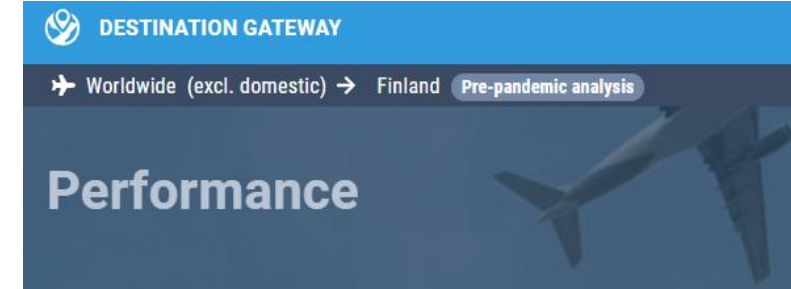 DESTINATION GATEWAY
Worldwide (excl. domestic) → Finland Pre-pandemic analysis
Performance